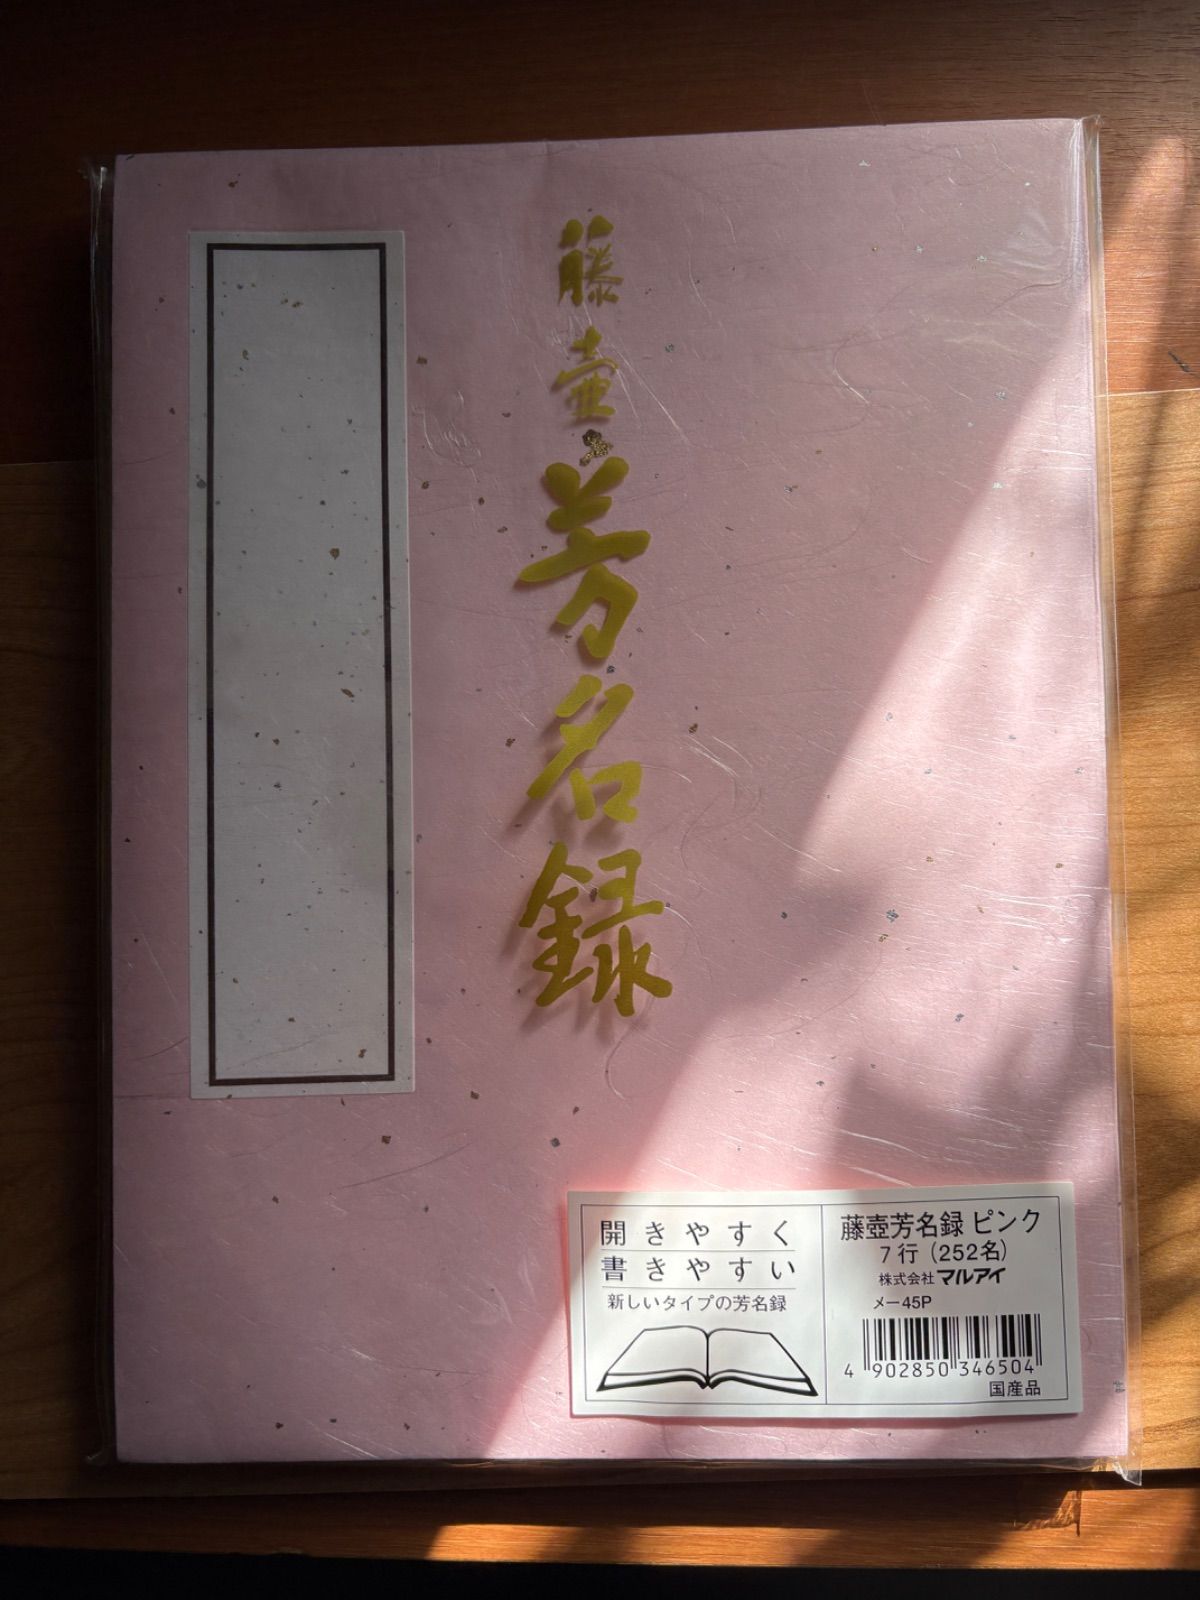 藤壺
芳名録
開きやすく
書きやすい
新しいタイプの芳名録
藤壺芳名録 ピンク
7行 (252名)
株式会社 マルアイ
メー45P
4 902850 346504
国産品